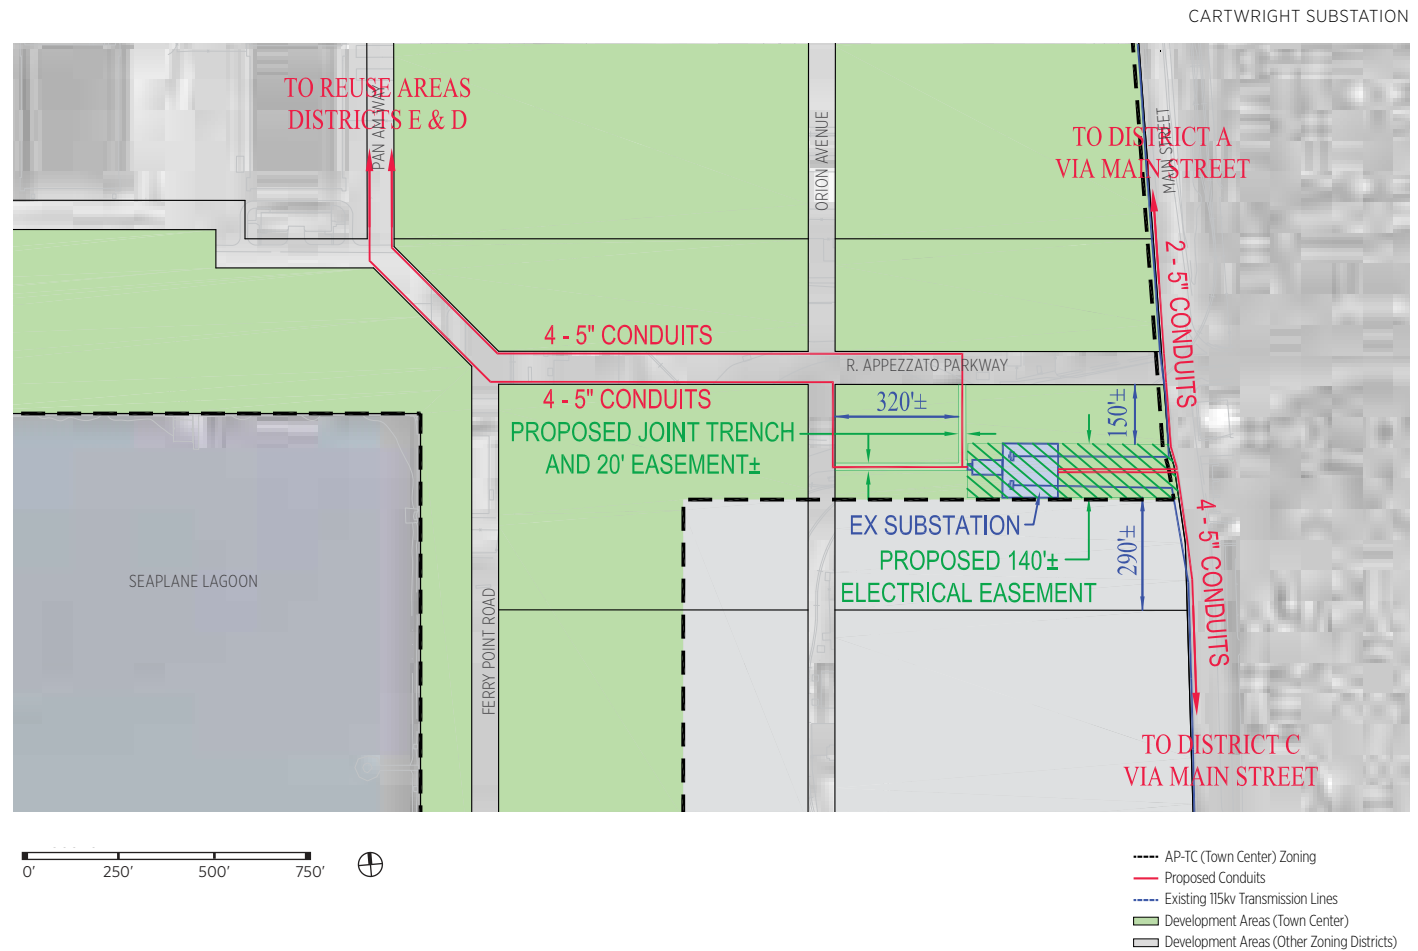 CARTWRIGHT SUBSTATION
TO REUSE AREAS
DISTRICTS E & D
PAN AM WAY
ORION AVENUE
TO DISTRICT A
VIA MAIN STREET
MAIN STREET
2 - 5" CONDUITS
4 - 5" CONDUITS
R. APPEZZATO PARKWAY
4 - 5" CONDUITS
320'±
150'±
PROPOSED JOINT TRENCH
AND 20' EASEMENT±
EX SUBSTATION
4 - 5" CONDUITS
290'±
PROPOSED 140'±
ELECTRICAL EASEMENT
SEAPLANE LAGOON
FERRY POINT ROAD
TO DISTRICT C
VIA MAIN STREET
0' 250' 500' 750'
AP-TC (Town Center) Zoning
Proposed Conduits
Existing 115kv Transmission Lines
Development Areas (Town Center)
Development Areas (Other Zoning Districts)